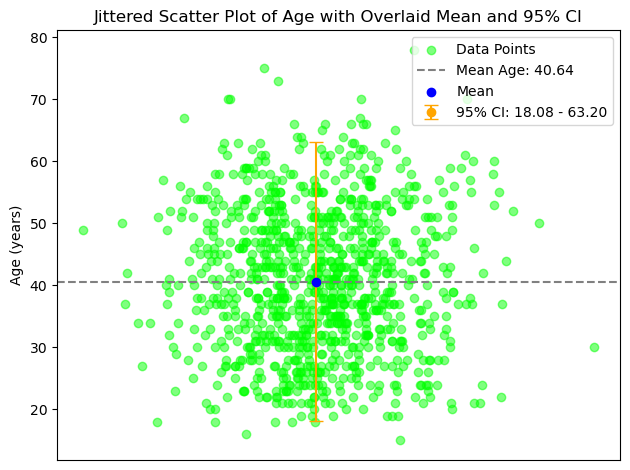 Jittered Scatter Plot of Age with Overlaid Mean and 95% CI
80
70
60
50
40
30
20
Age (years)
Data Points
Mean Age: 40.64
Mean
95% CI: 18.08 - 63.20